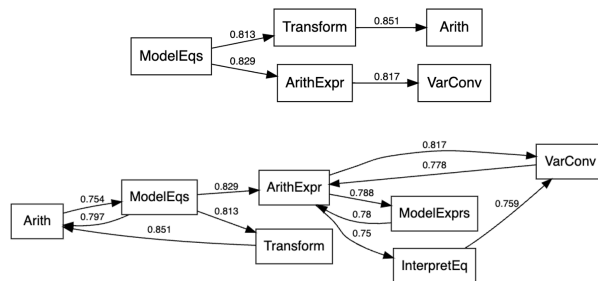 0.813 Transform 0.851 Arith
ModelEqs
0.829 ArithExpr 0.817 VarConv
0.817
0.778 VarConv
ArithExpr
0.829 0.788
0.754 ModelEqs
0.797 0.813 0.78 ModelExprs 0.759
Arith
0.851 Transform 0.75
InterpretEq